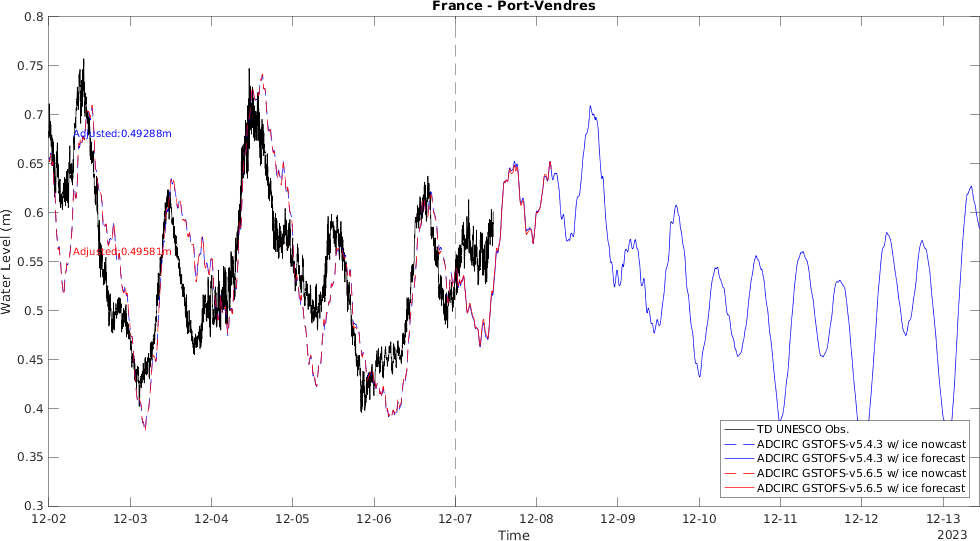 France - Port-Vendres
0.8
0.75
0.7
0.65
0.6
0.55
0.5
0.45
0.4
0.35
0.3
Water Level (m)
Adjusted:0.49288m
Adjusted:0.49581m
TD UNESCO Obs.
ADCIRC GSTOFS-v5.4.3 w/ ice nowcast
ADCIRC GSTOFS-v5.4.3 w/ ice forecast
ADCIRC GSTOFS-v5.6.5 w/ ice nowcast
ADCIRC GSTOFS-v5.6.5 w/ ice forecast
12-02 12-03 12-04 12-05 12-06 12-07 12-08 12-09 12-10 12-11 12-12 12-13
Time
2023